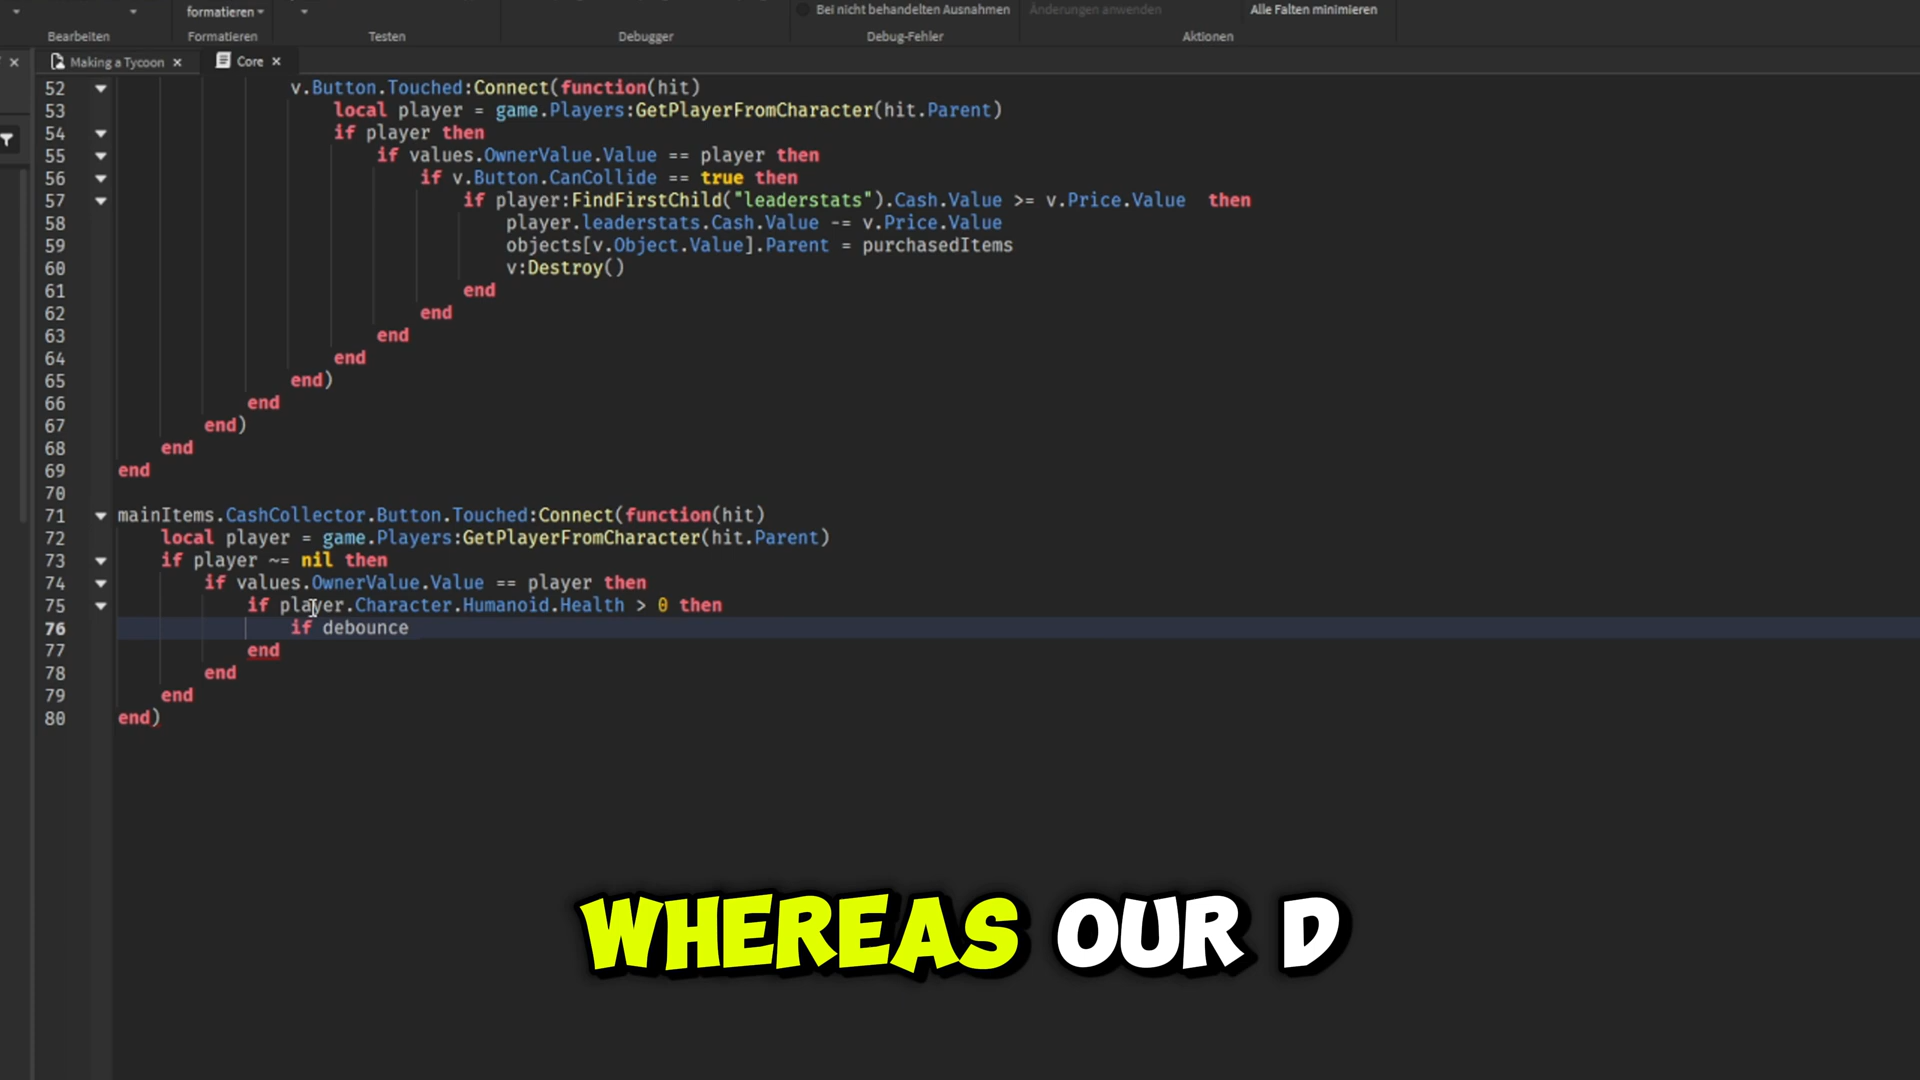 formatieren
Bei nicht behandelten Ausnahmen
Änderungen anwenden
Alle Falten minimieren
Bearbeiten
Formatieren
Testen
Debugger
Debug-Fehler
Aktionen
Making a Tycoon
Core
52 v.Button.Touched:Connect(function(hit)
53 local player = game.Players:GetPlayerFromCharacter(hit.Parent)
54 if player then
55 if values.OwnerValue.Value == player then
56 if v.Button.CanCollide == true then
57 if player:FindFirstChild("leaderstats").Cash.Value >= v.Price.Value then
58 player.leaderstats.Cash.Value -= v.Price.Value
59 objects[v.Object.Value].Parent = purchasedItems
60 v:Destroy()
61 end
62 end
63 end
64 end
65 end)
66 end
67 end)
68 end
69 end
70
71 mainItems.CashCollector.Button.Touched:Connect(function(hit)
72 local player = game.Players:GetPlayerFromCharacter(hit.Parent)
73 if player ~= nil then
74 if values.OwnerValue.Value == player then
75 if player.Character.Humanoid.Health > 0 then
76 if debounce
77 end
78 end
79 end
80 end)
WHEREAS OUR D